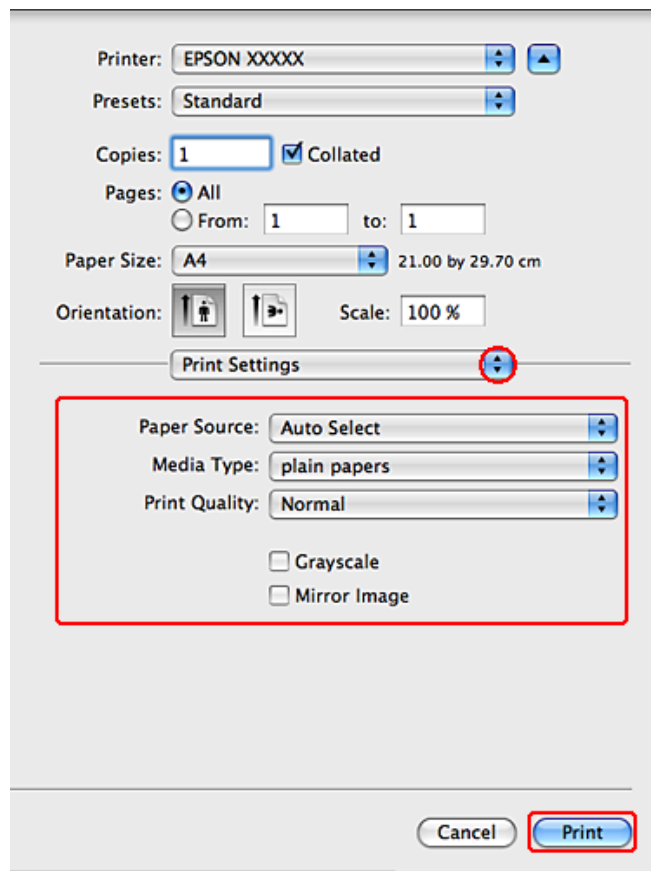 Printer: EPSON XXXXX
Presets: Standard
Copies: 1 Collated
Pages: All
From: 1 to: 1
Paper Size: A4 21.00 by 29.70 cm
Orientation: Scale: 100 %
Print Settings
Paper Source: Auto Select
Media Type: plain papers
Print Quality: Normal
Grayscale
Mirror Image
Cancel Print